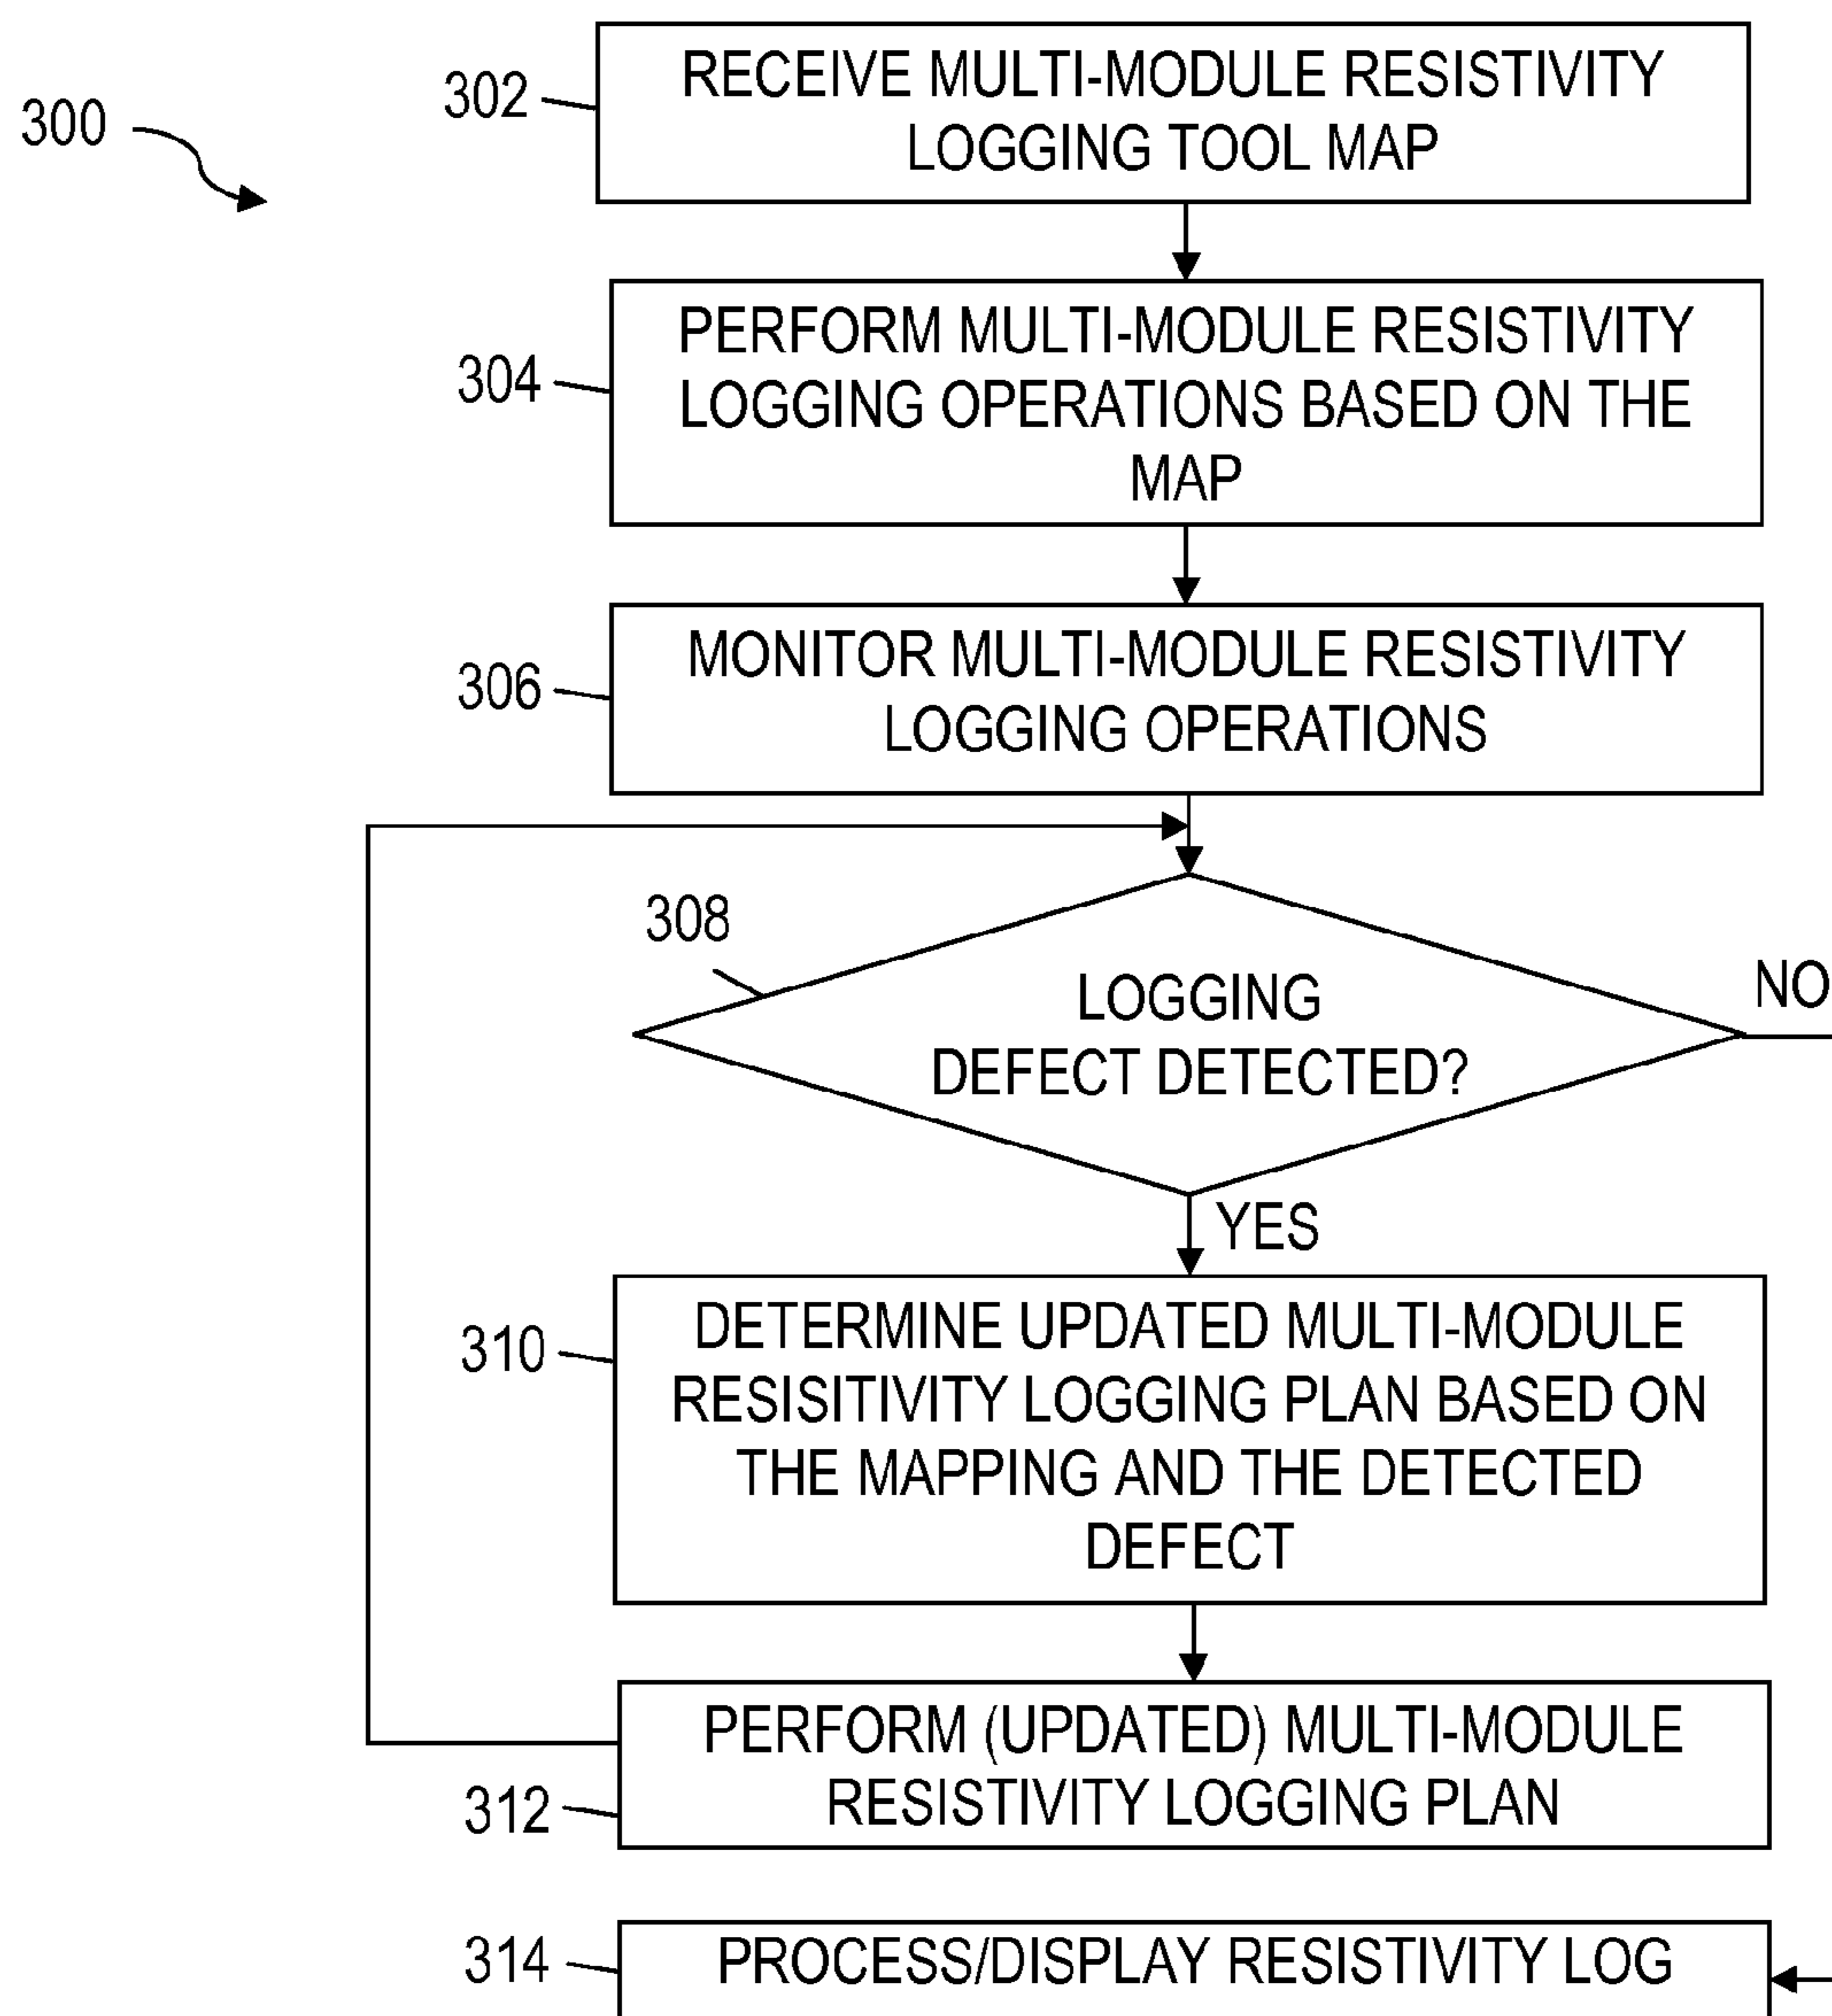 300
302
RECEIVE MULTI-MODULE RESISTIVITY
LOGGING TOOL MAP
304
PERFORM MULTI-MODULE RESISTIVITY
LOGGING OPERATIONS BASED ON THE
MAP
306
MONITOR MULTI-MODULE RESISTIVITY
LOGGING OPERATIONS
308
LOGGING
DEFECT DETECTED?
NO
YES
310
DETERMINE UPDATED MULTI-MODULE
RESISITIVITY LOGGING PLAN BASED ON
THE MAPPING AND THE DETECTED
DEFECT
312
PERFORM (UPDATED) MULTI-MODULE
RESISTIVITY LOGGING PLAN
314
PROCESS/DISPLAY RESISTIVITY LOG